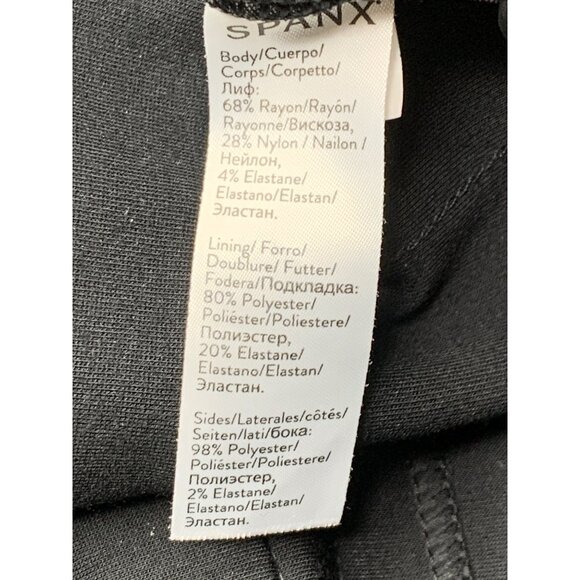 SPANX
Body/Cuerpo/
Corps/Corpetto/
Лиф:
68% Rayon/Rayón/
Rayonne/Вискоза,
28% Nylon / Nailon /
Нейлон,
4% Elastane/
Elastano/Elastan/
Эластан.
Lining/ Forro/
Doublure/ Futter/
Fodera/Подкладка:
80% Polyester/
Poliéster/Poliestere/
Полиэстер,
20% Elastane/
Elastano/Elastan/
Эластан.
Sides/Laterales/côtés/
Seiten/lati/бока:
98% Polyester/
Poliéster/Poliestere/
Полиэстер,
2% Elastane/
Elastano/Elastan/
Эластан.